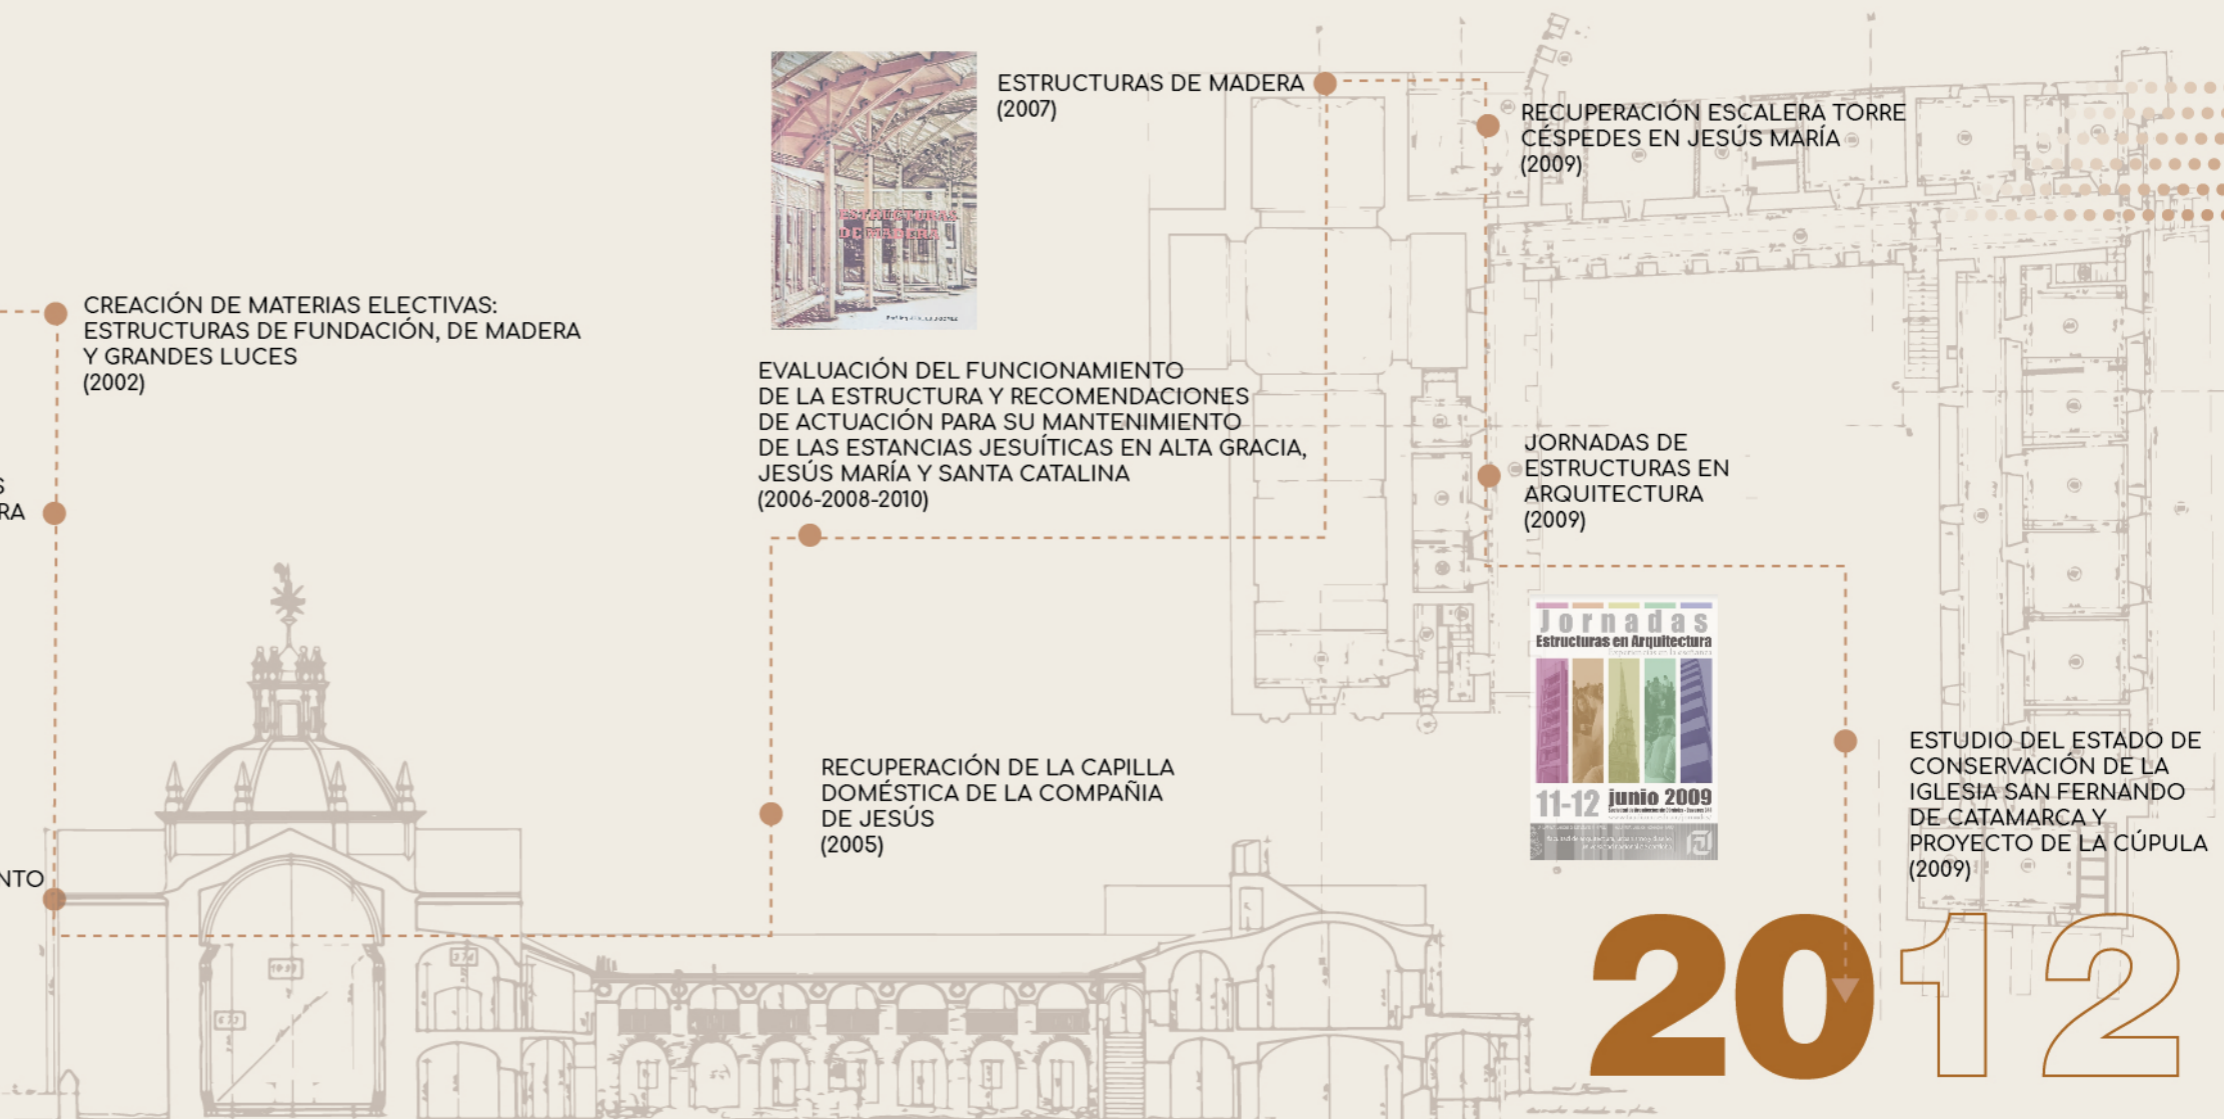 CREACIÓN DE MATERIAS ELECTIVAS:
ESTRUCTURAS DE FUNDACIÓN, DE MADERA
Y GRANDES LUCES
(2002)
S
RA
NTO
ESTRUCTURAS
DE MADERA
ESTRUCTURAS DE MADERA
(2007)
EVALUACIÓN DEL FUNCIONAMIENTO
DE LA ESTRUCTURA Y RECOMENDACIONES
DE ACTUACIÓN PARA SU MANTENIMIENTO
DE LAS ESTANCIAS JESUÍTICAS EN ALTA GRACIA,
JESÚS MARÍA Y SANTA CATALINA
(2006-2008-2010)
RECUPERACIÓN DE LA CAPILLA
DOMÉSTICA DE LA COMPAÑIA
DE JESÚS
(2005)
RECUPERACIÓN ESCALERA TORRE
CÉSPEDES EN JESÚS MARÍA
(2009)
JORNADAS DE
ESTRUCTURAS EN
ARQUITECTURA
(2009)
Jornadas
Estructuras en Arquitectura
11-12 junio 2009
ESTUDIO DEL ESTADO DE
CONSERVACIÓN DE LA
IGLESIA SAN FERNANDO
DE CATAMARCA Y
PROYECTO DE LA CÚPULA
(2009)
2012